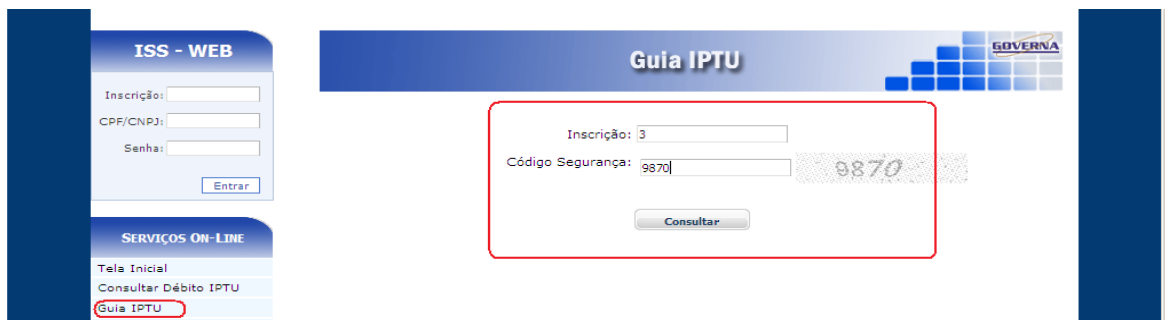 ISS - WEB
Inscrição:
CPF/CNPJ:
Senha:
Entrar
SERVIÇOS ON-LINE
Tela Inicial
Consultar Débito IPTU
Guia IPTU
Guia IPTU
GOVERNA
Inscrição: 3
Código Segurança: 9870 9870
Consultar